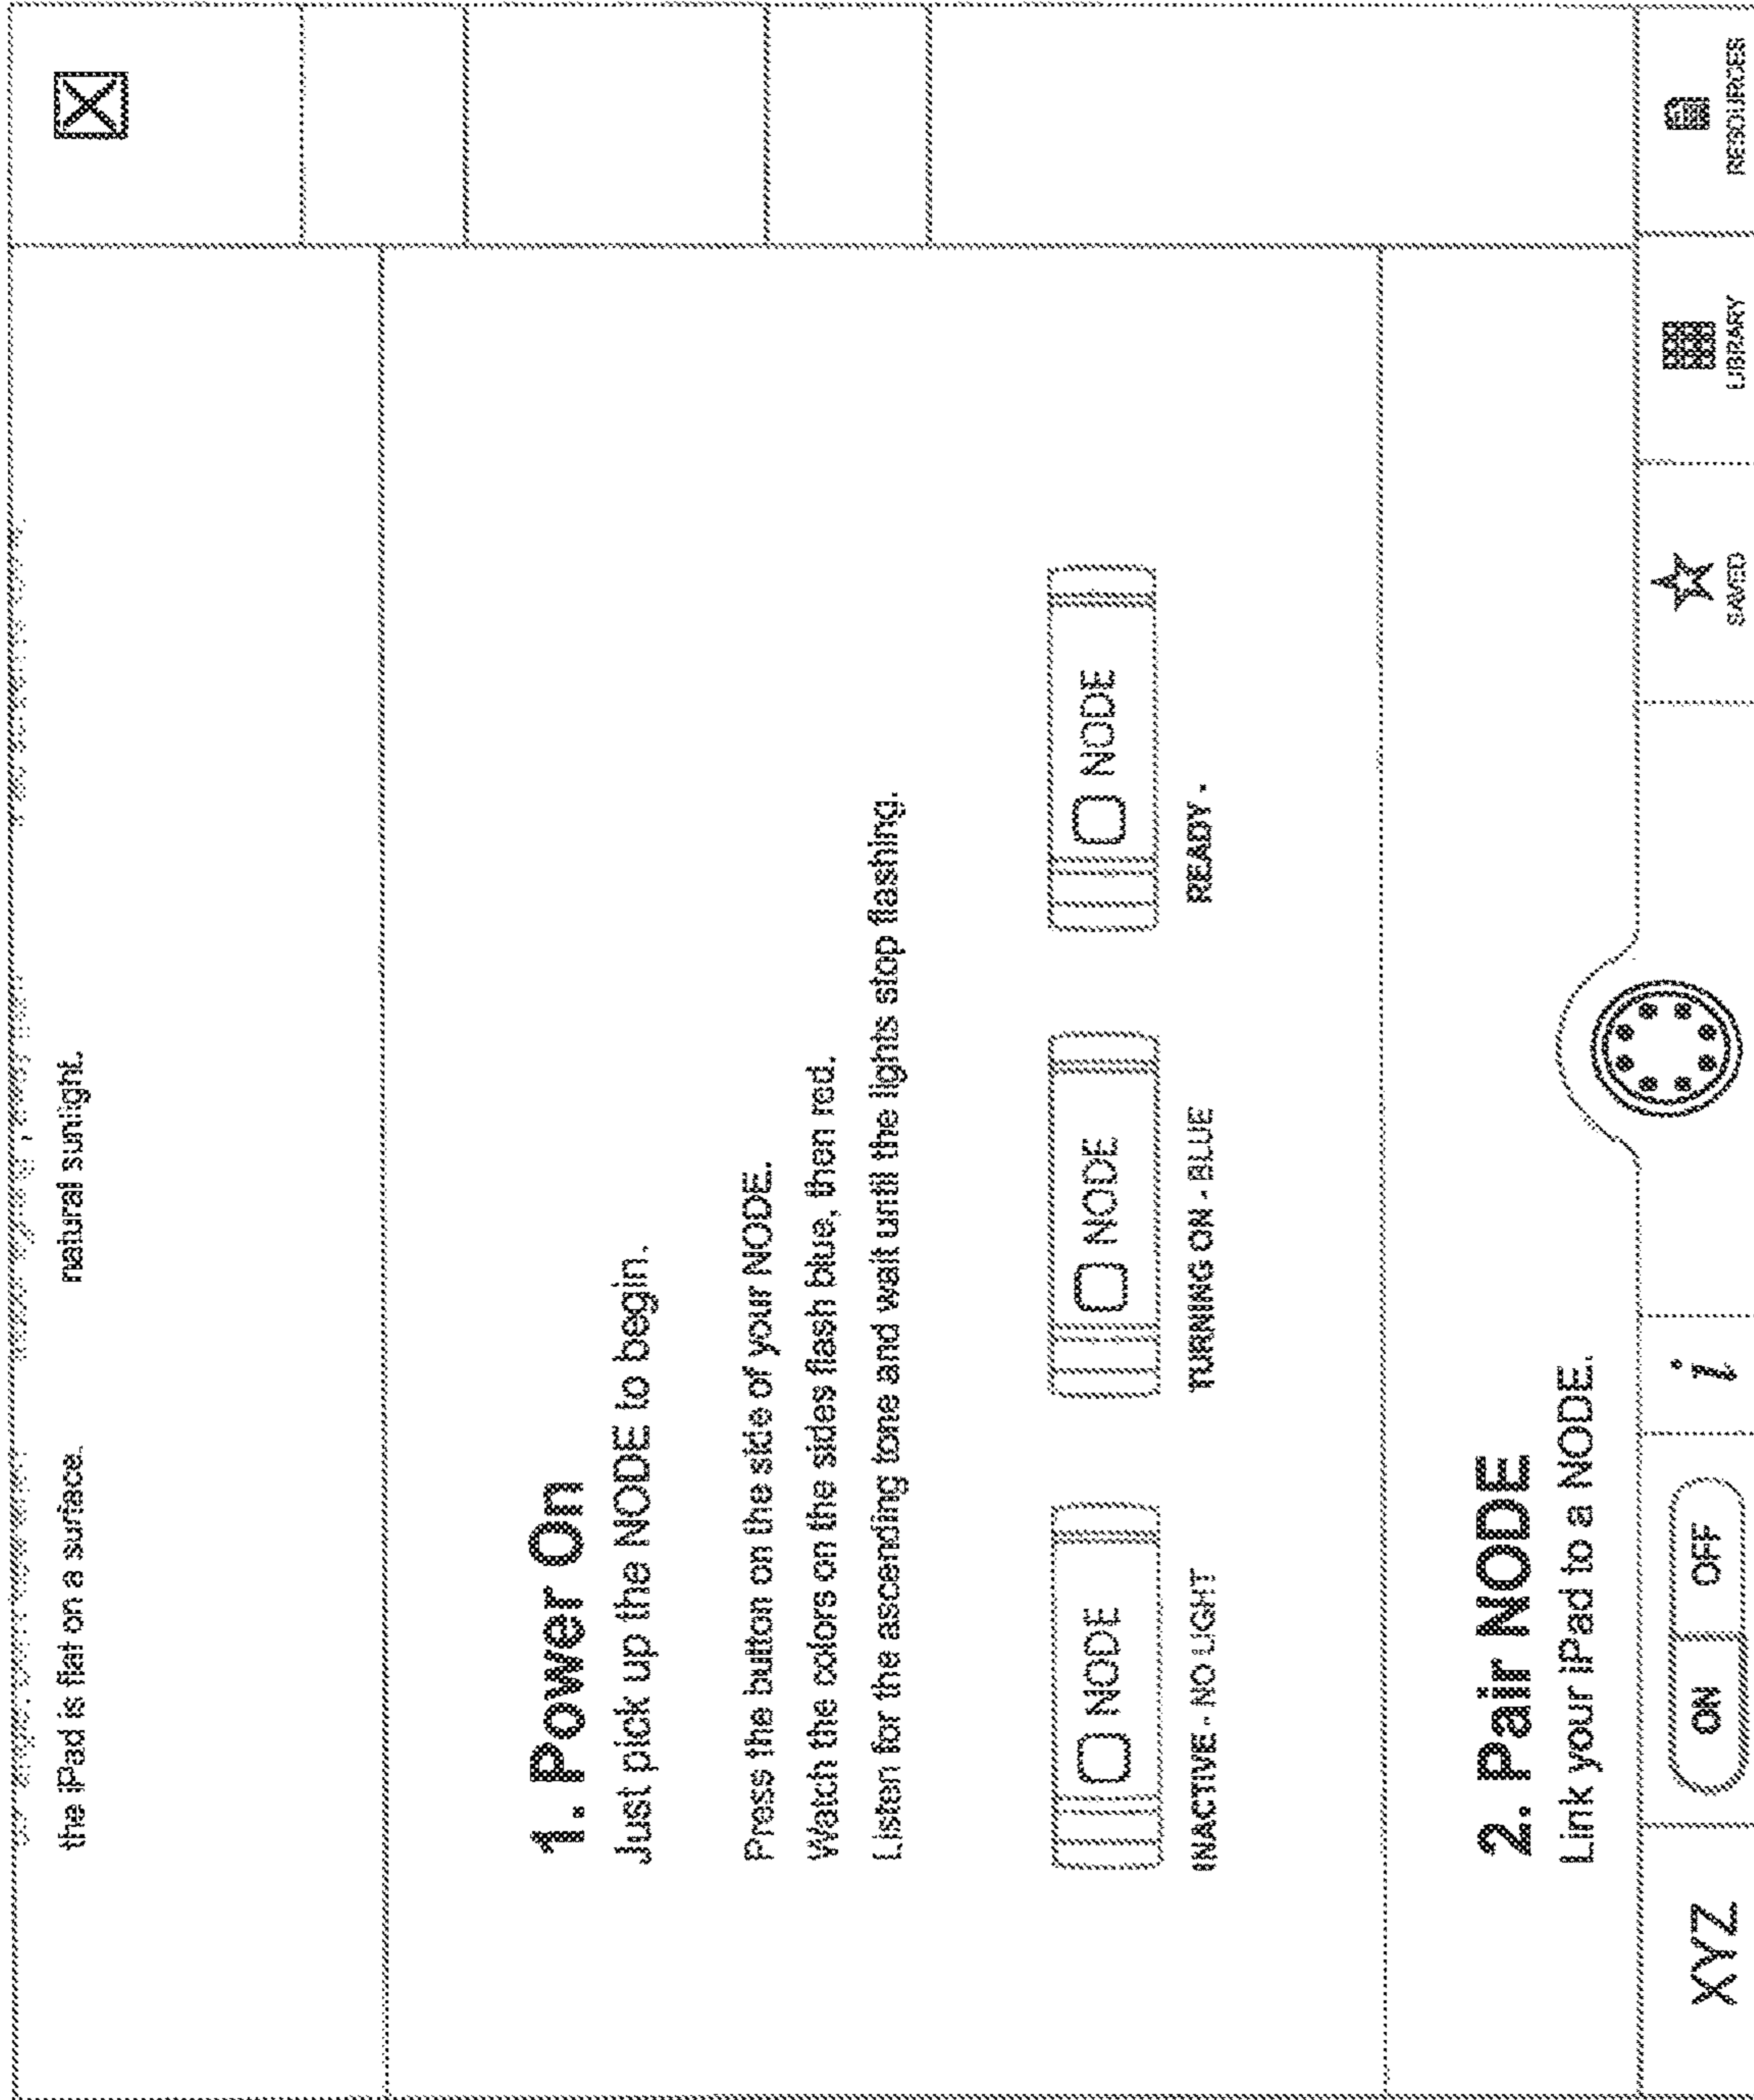 the iPad is flat on a surface.
natural sunlight.
1. Power On
Just pick up the NODE to begin.
Press the button on the side of your NODE.
Watch the colors on the sides flash blue, then red.
Listen for the ascending tone and wait until the lights stop flashing.
NODE
NODE
NODE
INACTIVE - NO LIGHT
TURNING ON - BLUE
READY -
2. Pair NODE
Link your iPad to a NODE.
XYZ
ON
OFF
i
SAVED
LIBRARY
RESOURCES